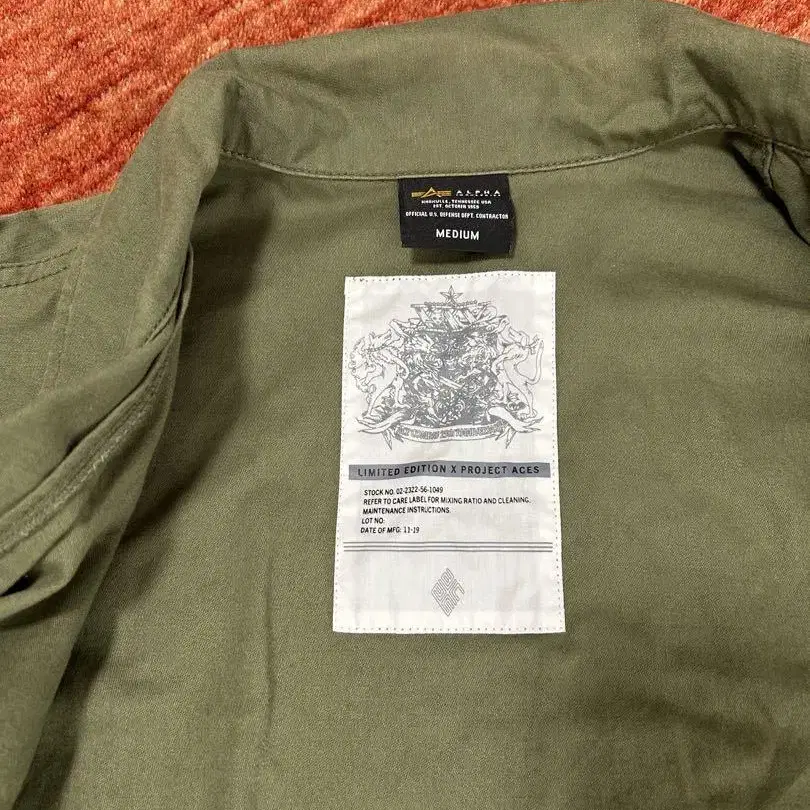 ALPHA
KNOXVILLE, TENNESSEE USA
EST. OCTOBER 1959
OFFICIAL U.S. DEFENSE DEPT. CONTRACTOR
MEDIUM
LIMITED EDITION X PROJECT ACES
STOCK NO. 02-2322-56-1049
REFER TO CARE LABEL FOR MIXING RATIO AND CLEANING.
MAINTENANCE INSTRUCTIONS.
LOT NO:
DATE OF MFG: 11-19